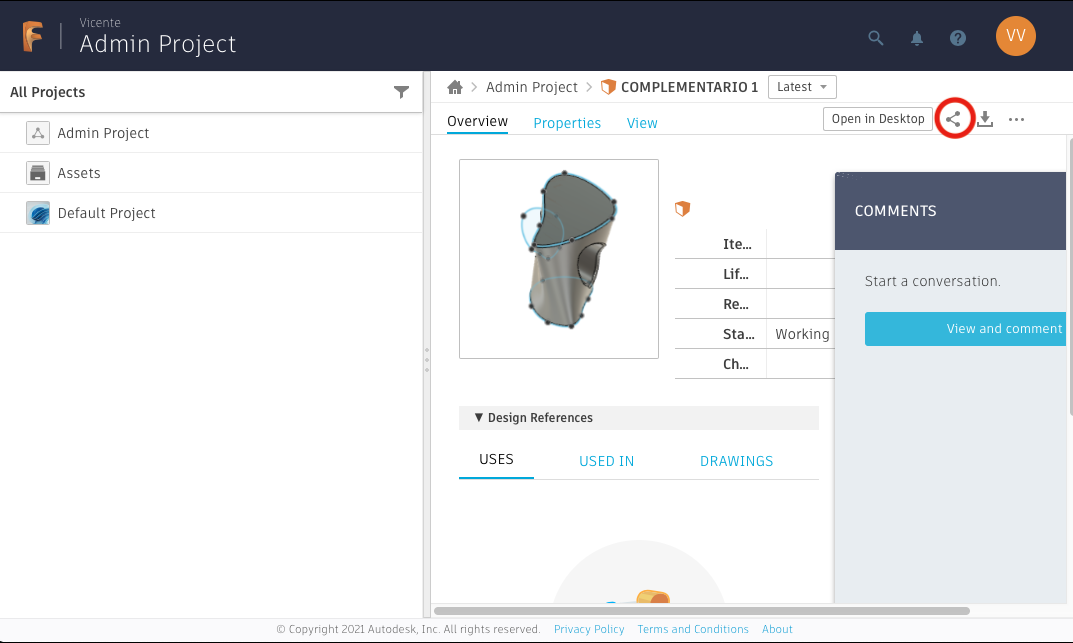 Vicente
Admin Project
VV
All Projects
Admin Project
Assets
Default Project
Admin Project COMPLEMENTARIO 1 Latest
Overview Properties View
Open in Desktop
Ite...
Lif...
Re...
Sta... Working
Ch...
COMMENTS
Start a conversation.
View and comment
▼ Design References
USES USED IN DRAWINGS
© Copyright 2021 Autodesk, Inc. All rights reserved. Privacy Policy Terms and Conditions About